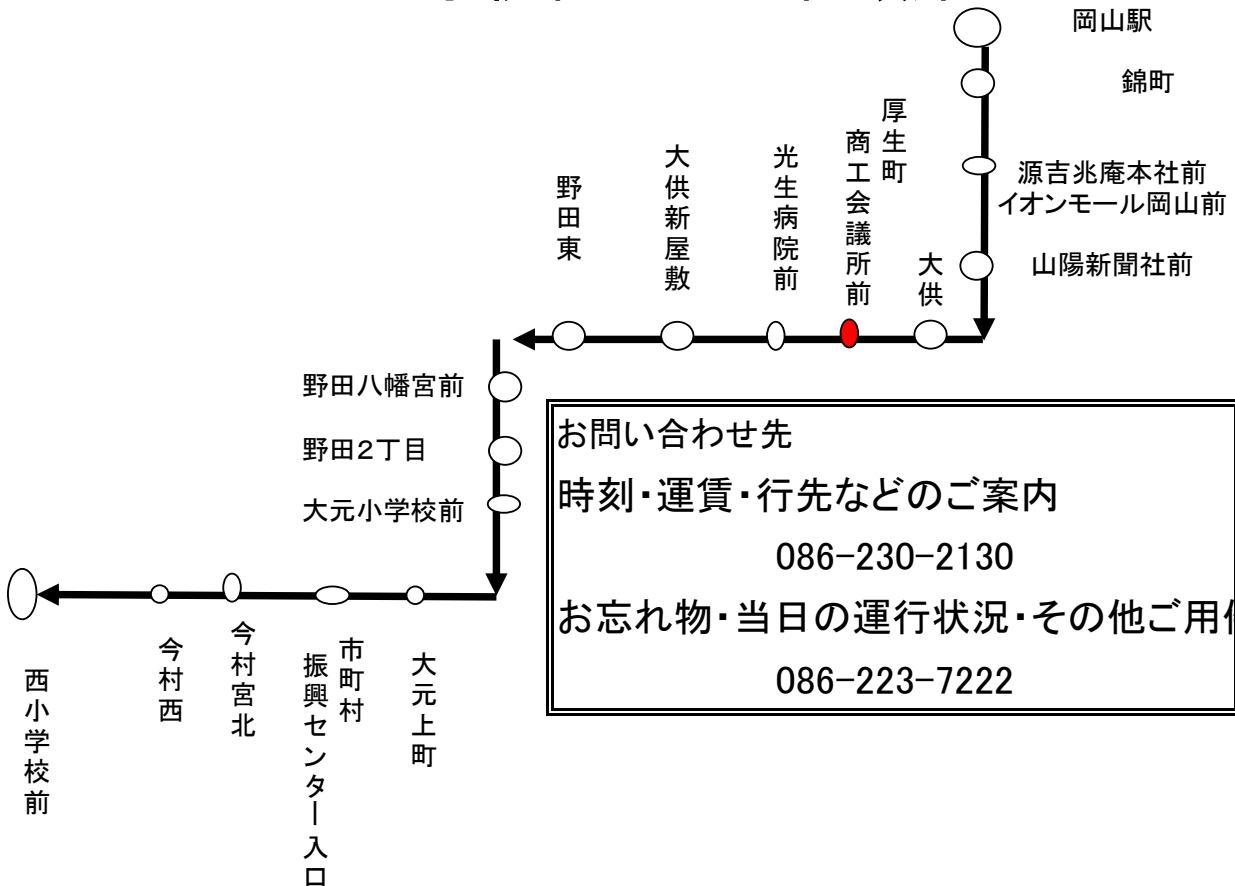 岡山駅
錦町
源吉兆庵本社前
イオンモール岡山前
山陽新聞社前
大供
厚生町
商工会議所前
光生病院前
大供新屋敷
野田東
野田八幡宮前
野田2丁目
大元小学校前
大元上町
市町村
振興センター入口
今村宮北
今村西
西小学校前
お問い合わせ先
時刻・運賃・行先などのご案内
086-230-2130
お忘れ物・当日の運行状況・その他ご用
086-223-7222